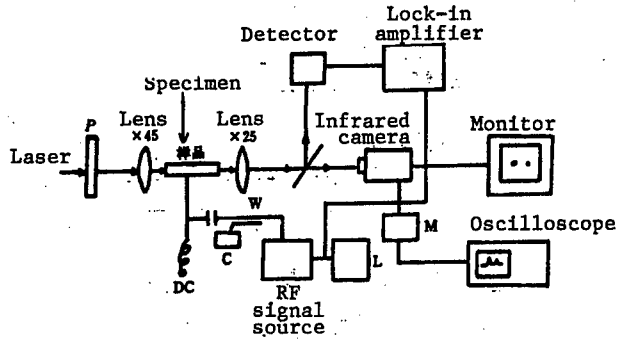 Lock-in
amplifier
Detector
Specimen
P
Lens
×45
样品
Lens
×25
Infrared
camera
Monitor
Laser
W
C
DC
RF
signal
source
L
M
Oscilloscope